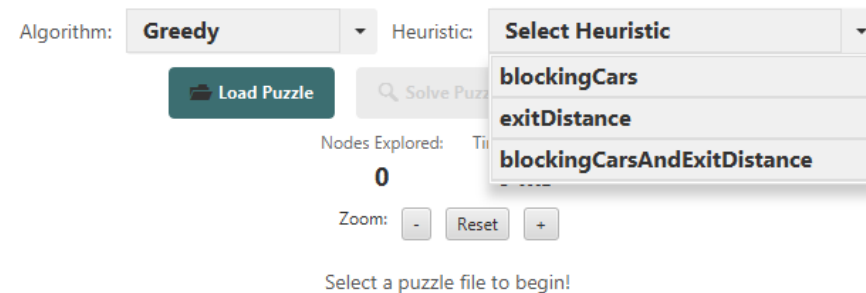 Algorithm: Greedy Heuristic: Select Heuristic
blockingCars
Load Puzzle Solve
exitDistance
Nodes Explored:
blockingCarsAndExitDistance
0
Zoom: - Reset +
Select a puzzle file to begin!